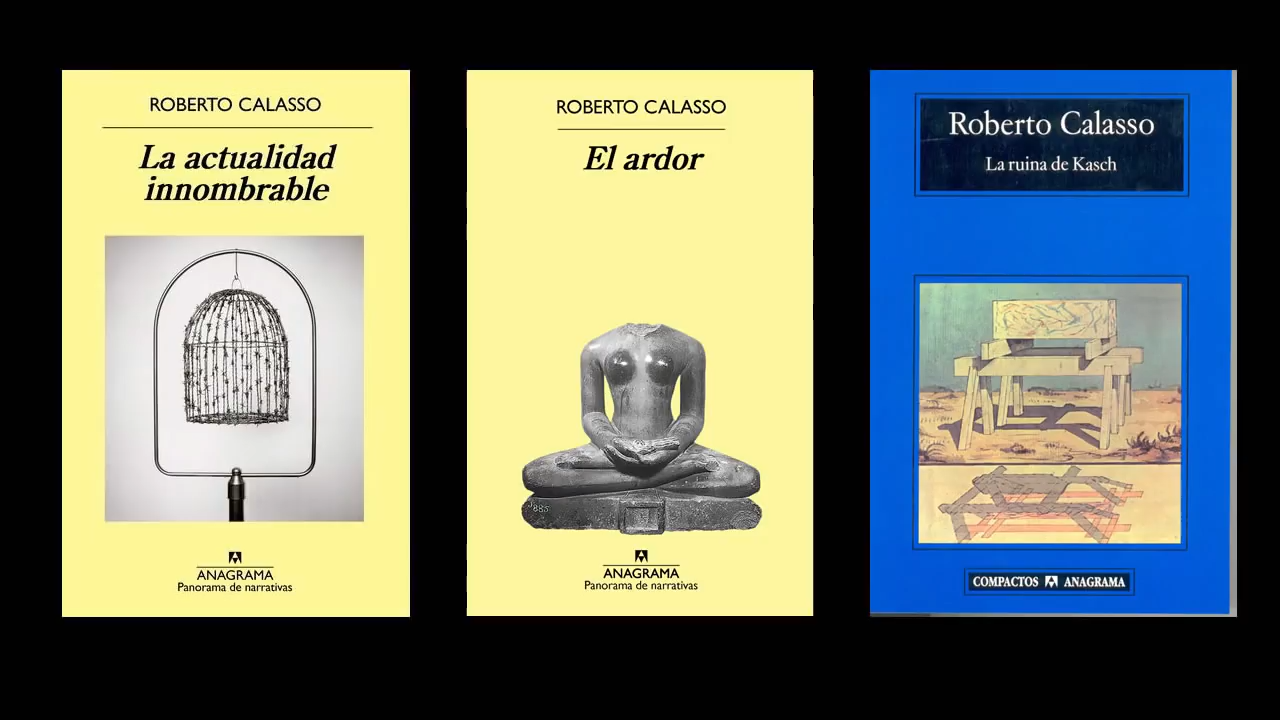 ROBERTO CALASSO
La actualidad
innombrable
ANAGRAMA
Panorama de narrativas
ROBERTO CALASSO
El ardor
ANAGRAMA
Panorama de narrativas
Roberto Calasso
La ruina de Kasch
COMPACTOS ANAGRAMA